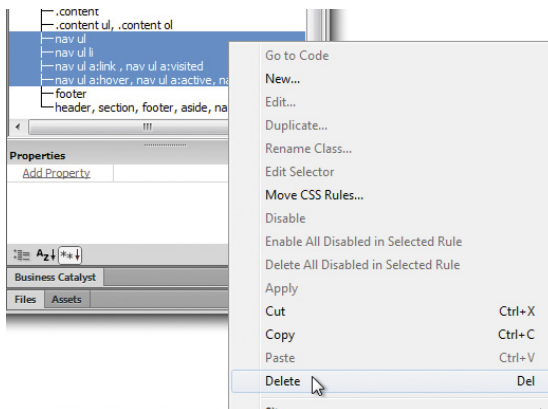 .content
.content ul, .content ol
nav ul
nav ul li
nav ul a:link , nav ul a:visited
nav ul a:hover, nav ul a:active, na
footer
header, section, footer, aside, na
Properties
Add Property
Az↓ **↓
Business Catalyst
Files Assets
Go to Code
New...
Edit...
Duplicate...
Rename Class...
Edit Selector
Move CSS Rules...
Disable
Enable All Disabled in Selected Rule
Delete All Disabled in Selected Rule
Apply
Cut Ctrl+X
Copy Ctrl+C
Paste Ctrl+V
Delete Del